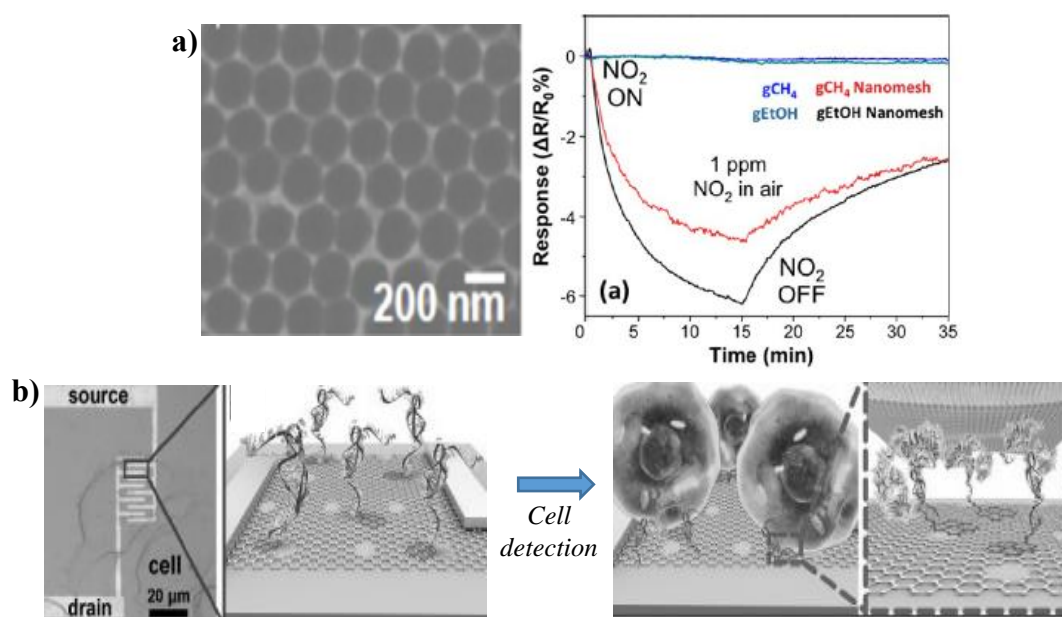 a)
200 nm
Response (ΔR/R₀%)
0
-2
-4
-6
NO₂
ON
gCH₄ gCH₄ Nanomesh
gEtOH gEtOH Nanomesh
1 ppm
NO₂ in air
NO₂
OFF
(a)
0 5 10 15 20 25 30 35
Time (min)
b)
source
cell
20 µm
drain
Cell
detection